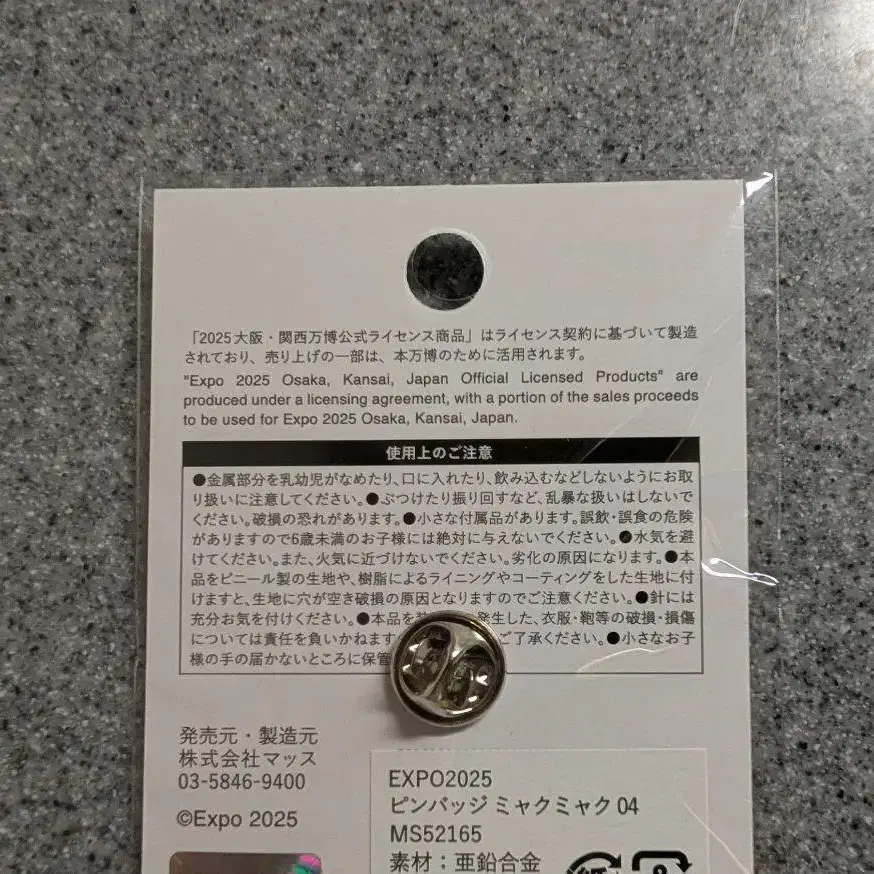 「2025大阪・関西万博公式ライセンス商品」はライセンス契約に基づいて製造
されており、売り上げの一部は、本万博のために活用されます。
"Expo 2025 Osaka, Kansai, Japan Official Licensed Products" are
produced under a licensing agreement, with a portion of the sales proceeds
to be used for Expo 2025 Osaka, Kansai, Japan.
使用上のご注意
●金属部分を乳幼児がなめたり、口に入れたり、飲み込むなどしないようにお取
り扱いに注意してください。●ぶつけたり振り回すなど、乱暴な扱いはしないで
ください。破損の恐れがあります。●小さな付属品があります。誤飲・誤食の危険
がありますので6歳未満のお子様には絶対に与えないでください。●水気を避
けてください。また、火気に近づけないでください。劣化の原因になります。●本
品をビニール製の生地や、樹脂によるライニングやコーティングをした生地に付
けますと、生地に穴が空き破損の原因となりますのでご注意ください。●針には
充分お気を付けください。●本品を 発生した、衣服・鞄等の破損・損傷
については責任を負いかねます ご了承ください。●小さなお子
様の手の届かないところに保管
発売元・製造元
株式会社マッス
03-5846-9400
©Expo 2025
EXPO2025
ピンバッジ ミャクミャク 04
MS52165
素材：亜鉛合金